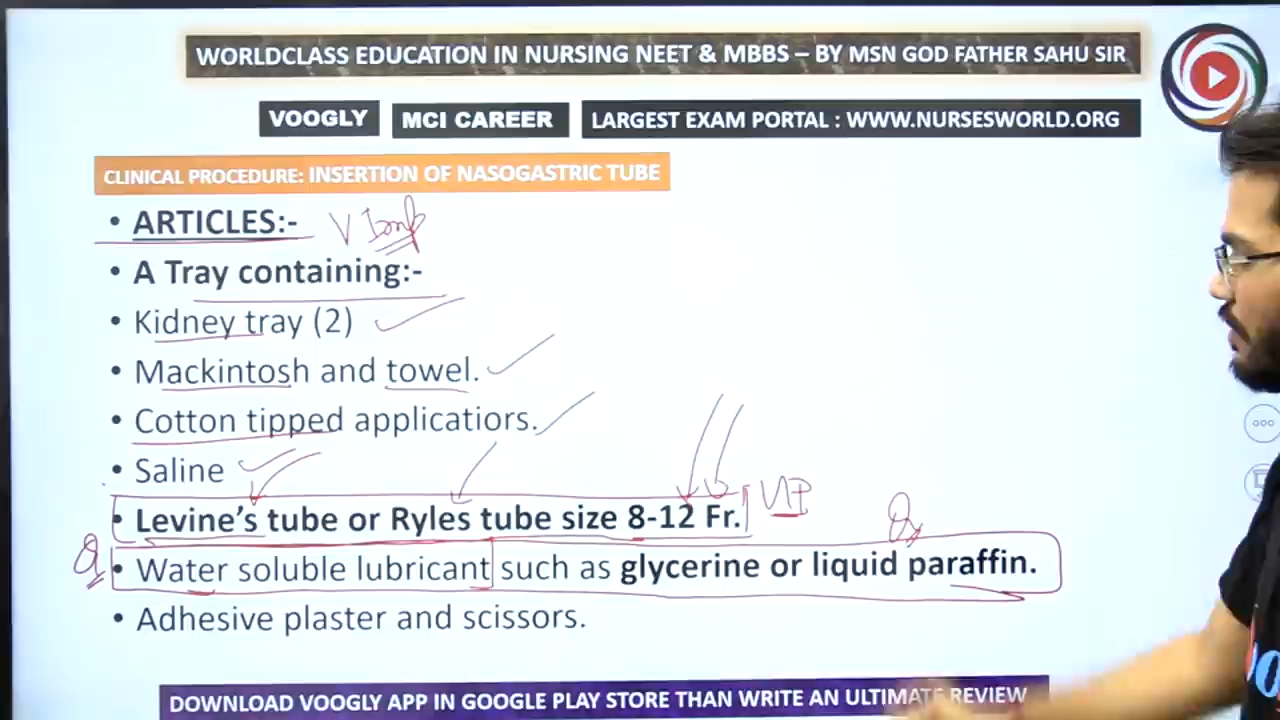 WORLDCLASS EDUCATION IN NURSING NEET & MBBS – BY MSN GOD FATHER SAHU SIR
VOOGLY MCI CAREER LARGEST EXAM PORTAL : WWW.NURSESWORLD.ORG
CLINICAL PROCEDURE: INSERTION OF NASOGASTRIC TUBE
• ARTICLES:- V Imp
• A Tray containing:-
• Kidney tray (2)
• Mackintosh and towel.
• Cotton tipped applicatiors.
• Saline
• Levine's tube or Ryles tube size 8-12 Fr. VIP
• Water soluble lubricant such as glycerine or liquid paraffin.
• Adhesive plaster and scissors.
DOWNLOAD VOOGLY APP IN GOOGLE PLAY STORE THAN WRITE AN ULTIMATE REVIEW